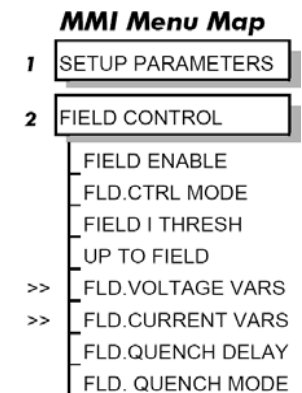 MMI Menu Map
1 SETUP PARAMETERS
2 FIELD CONTROL
FIELD ENABLE
FLD.CTRL MODE
FIELD I THRESH
UP TO FIELD
>> FLD.VOLTAGE VARS
>> FLD.CURRENT VARS
FLD.QUENCH DELAY
FLD. QUENCH MODE